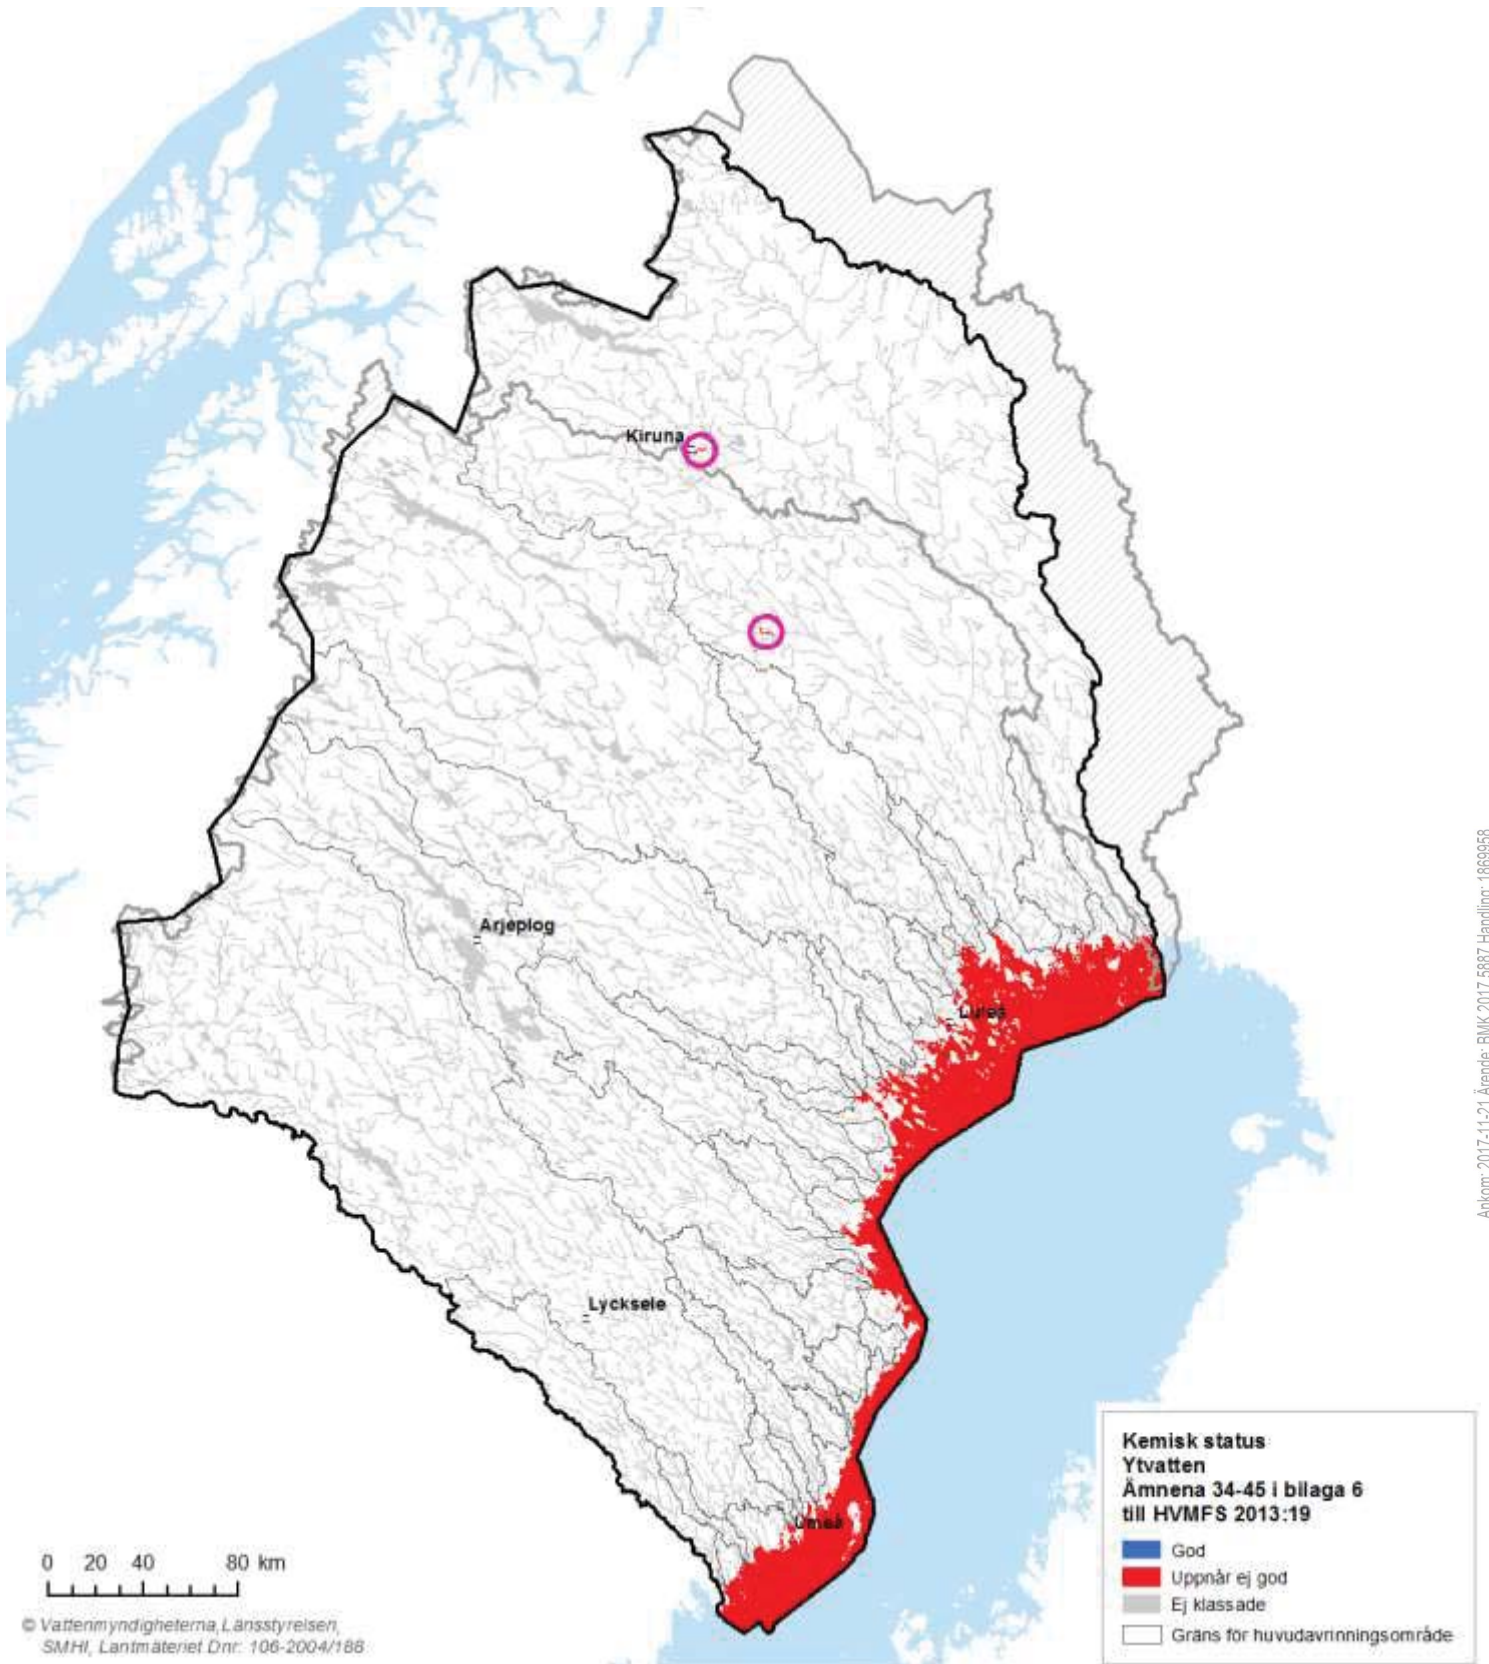 Kiruna
Arjeplog
Luleå
Lycksele
Umeå
Kemisk status
Ytvatten
Ämnena 34-45 i bilaga 6
till HVMFS 2013:19
God
Uppnår ej god
Ej klassade
Gräns för huvudavrinningsområde
0 20 40 80 km
© Vattenmyndigheterna, Länsstyrelsen,
SMHI, Lantmäteriet Dnr: 106-2004/188
Ankom: 2017-11-21 Ärende: RMK 2017 5887 Handling: 1869958